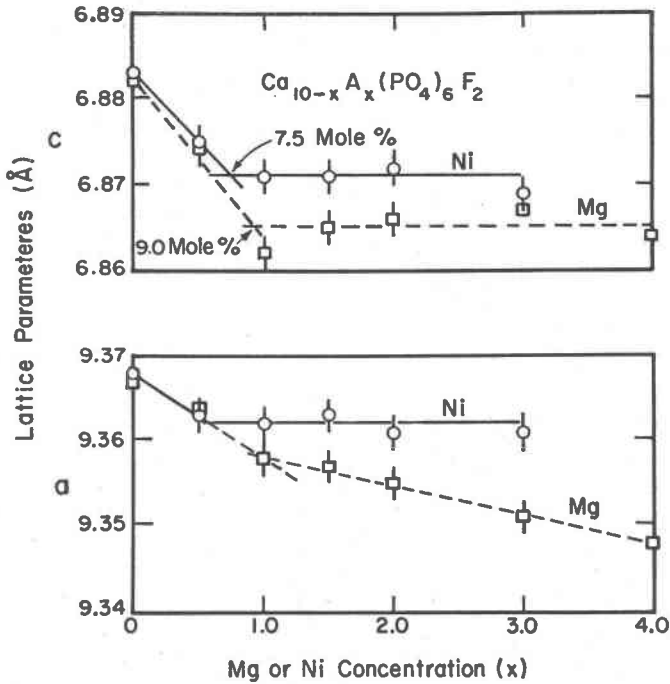 6.89
6.88
6.87
6.86
c
Ca10-xAx(PO4)6F2
7.5 Mole %
Ni
Mg
9.0 Mole %
Lattice Parameteres (Å)
9.37
9.36
9.35
9.34
a
Ni
Mg
0 1.0 2.0 3.0 4.0
Mg or Ni Concentration (x)